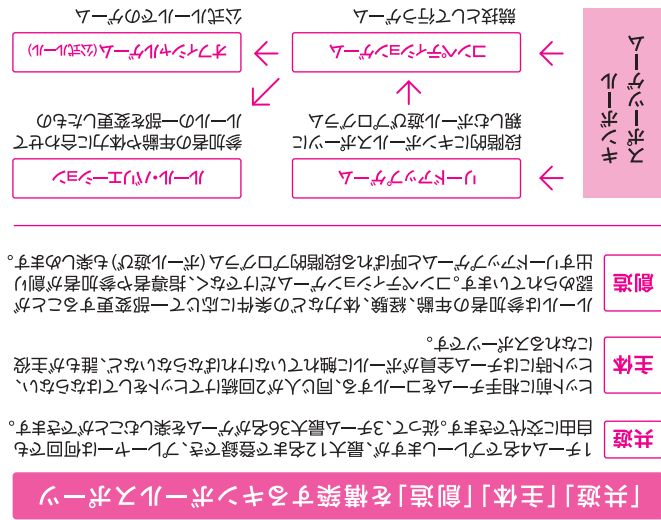 「共遊」「主体」「創造」を構築するキンボールスポーツ
共遊
1チーム4名でプレーしますが、最大12名まで登録でき、プレーヤーは何回でも
自由に交代できます。従って、3チーム最大36名がゲームを楽しむことができます。
主体
ヒット前に相手チームをコールする、同じ人が2回続けてヒットをしてはならない、
ヒット時にはチーム全員がボールに触れていなければならないなど、誰もが主役
になれるスポーツです。
創造
ルールは参加者の年齢、経験、体力などの条件に応じて一部変更することが
認められています。コンペティションゲームだけでなく、指導者や参加者が創り
出すリードアップゲームと呼ばれる段階的プログラム(ボール遊び)も楽しめます。
キンボール
スポーツゲーム
リードアップゲーム
段階的にキンボールスポーツに
親しむボール遊びプログラム
ルール・バリエーション
参加者の年齢や体力に合わせて
ルールの一部を変更したもの
コンペティションゲーム
競技として行うゲーム
オフィシャルゲーム(公式ルール)
公式ルールでのゲーム